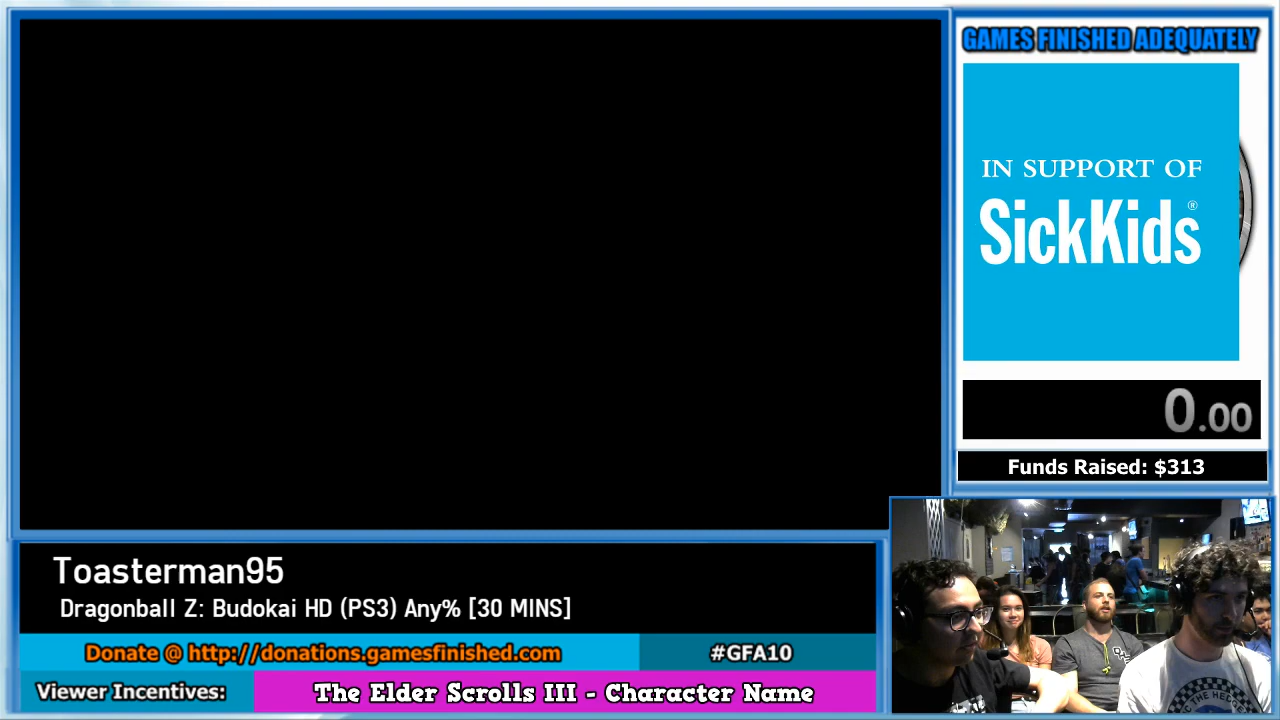 GAMES FINISHED ADEQUATELY
IN SUPPORT OF
SickKids®
0.00
Funds Raised: $313
Toasterman95
Dragonball Z: Budokai HD (PS3) Any% [30 MINS]
Donate @ http://donations.gamesfinished.com
#GFA10
Viewer Incentives:
The Elder Scrolls III - Character Name